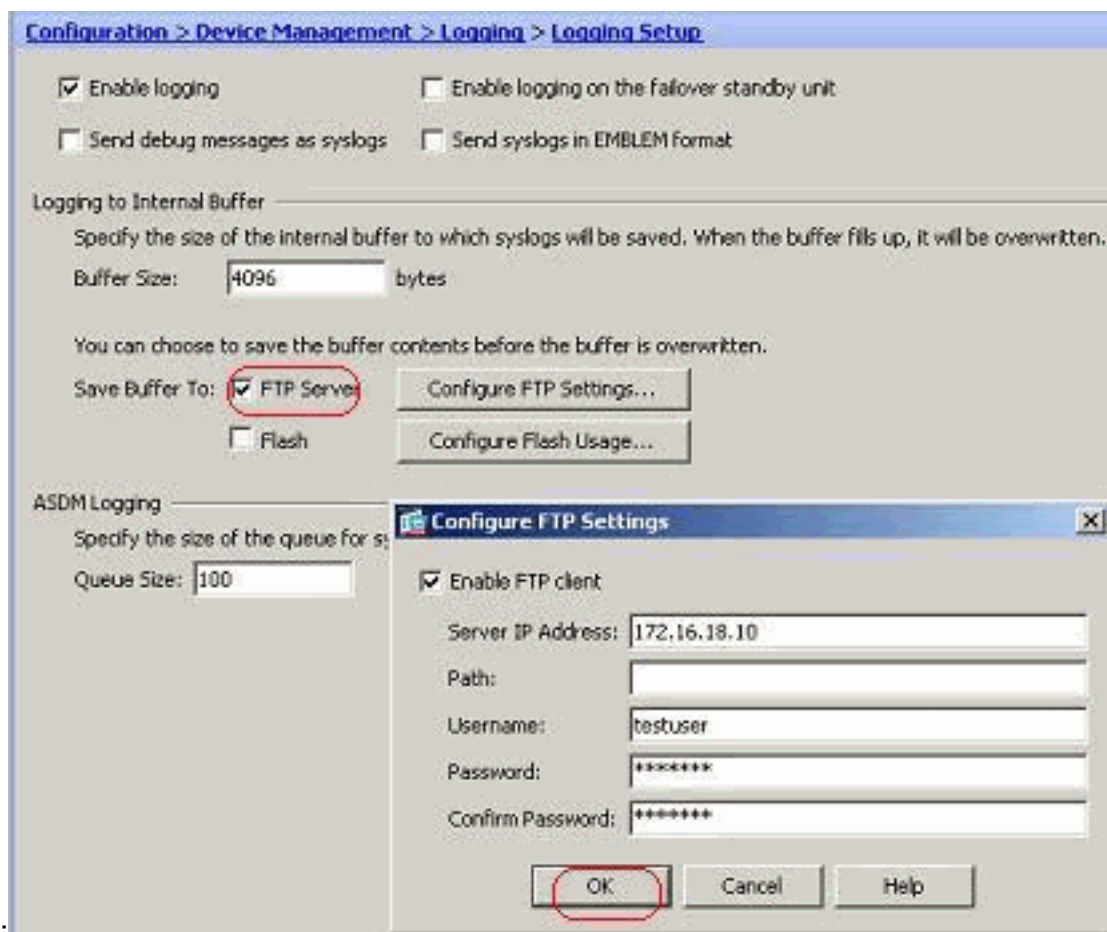 Configuration > Device Management > Logging > Logging Setup
Enable logging
Enable logging on the failover standby unit
Send debug messages as syslogs
Send syslogs in EMBLEM format
Logging to Internal Buffer
Specify the size of the internal buffer to which syslogs will be saved. When the buffer fills up, it will be overwritten.
Buffer Size: 4096 bytes
You can choose to save the buffer contents before the buffer is overwritten.
Save Buffer To: FTP Server Configure FTP Settings...
Flash Configure Flash Usage...
ASDM Logging
Specify the size of the queue for sy
Queue Size: 100
Configure FTP Settings
Enable FTP client
Server IP Address: 172.16.18.10
Path:
Username: testuser
Password: *******
Confirm Password: *******
OK Cancel Help
.